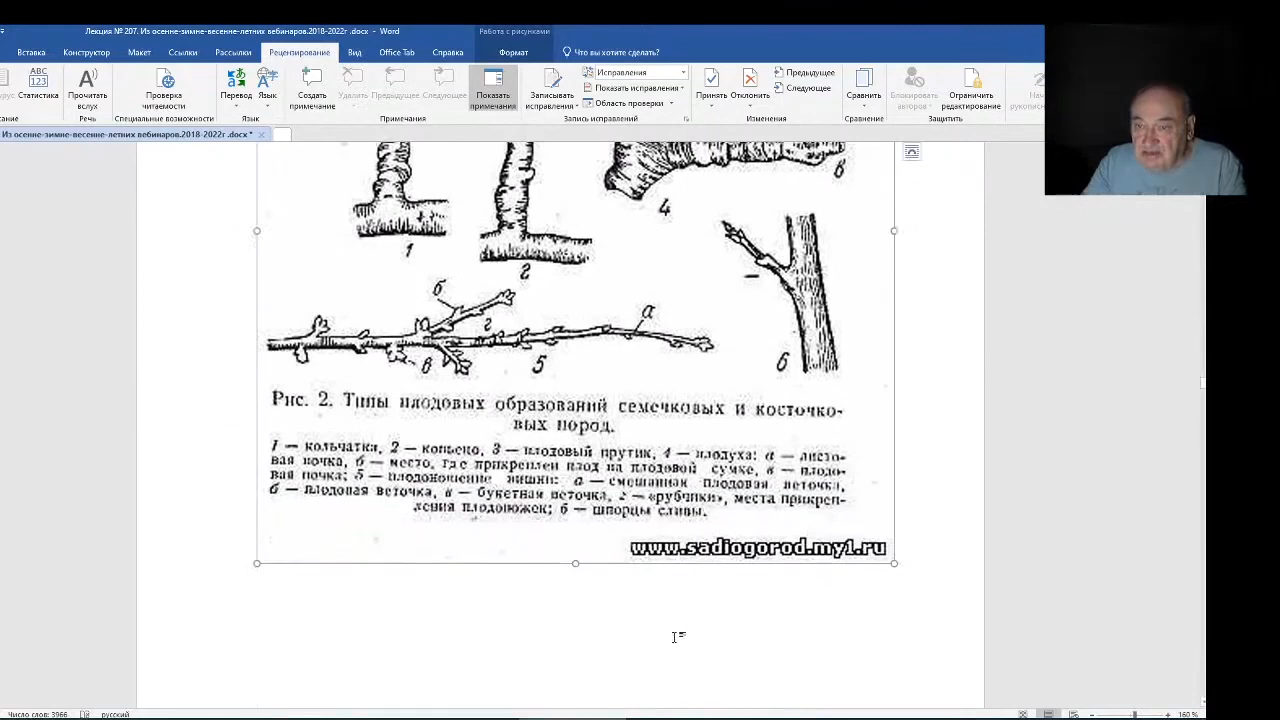 Лекция № 207. Из осенне-зимне-весенне-летних вебинаров.2018-2022г .docx - Word
Работа с рисунками
Вставка Конструктор Макет Ссылки Рассылки Рецензирование Вид Office Tab Справка Формат Что вы хотите сделать?
ABC
123
Статистика
Прочитать
вслух
Проверка
читаемости
Перевод
Язык
Создать
примечание
Удалить
Предыдущее
Следующее
Показать
примечания
Записывать
исправления
Исправления
Показать исправления
Область проверки
Принять
Отклонить
Предыдущее
Следующее
Сравнить
Блокировать
авторов
Ограничить
редактирование
Речь
Специальные возможности
Язык
Примечания
Запись исправлений
Изменения
Сравнение
Защитить
Из осенне-зимне-весенне-летних вебинаров.2018-2022г .docx *
1
2
4
б
б
г
а
в
5
6
Рис. 2. Типы плодовых образований семечковых и косточко-
вых пород.
1 — кольчатка, 2 — копьецо, 3 — плодовый прутик, 4 — плодуха: а — листо-
вая почка, б — место, где прикреплен плод на плодовой сумке, в — плодо-
вая почка; 5 — плодоношение вишни: а — смешанная плодовая веточка,
б — плодовая веточка, в — букетная веточка, г — «рубчики», места прикреп-
ления плодоножек; 6 — шпорцы сливы.
www.sadiogorod.my1.ru
Число слов: 3966
русский
160 %